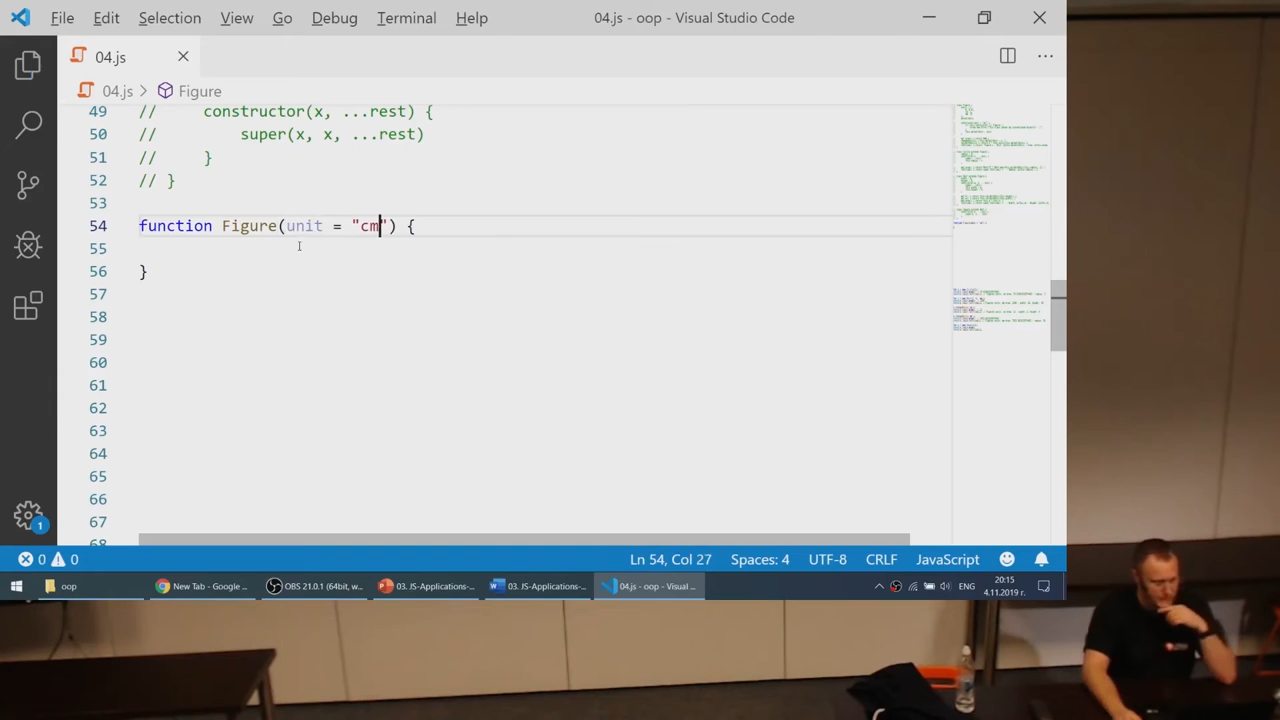 File Edit Selection View Go Debug Terminal Help 04.js - oop - Visual Studio Code
04.js
04.js > Figure
49 // constructor(x, ...rest) {
50 // super(x, x, ...rest)
51 // }
52 // }
53
54 function Figure(unit = "cm") {
55
56 }
57
58
59
60
61
62
63
64
65
66
67
68
1
0 0 Ln 54, Col 27 Spaces: 4 UTF-8 CRLF JavaScript
oop New Tab - Google ... OBS 21.0.1 (64bit, w... 03. JS-Applications-... 03. JS-Applications-... 04.js - oop - Visual ... ЕНГ 20:15
4.11.2019 г.